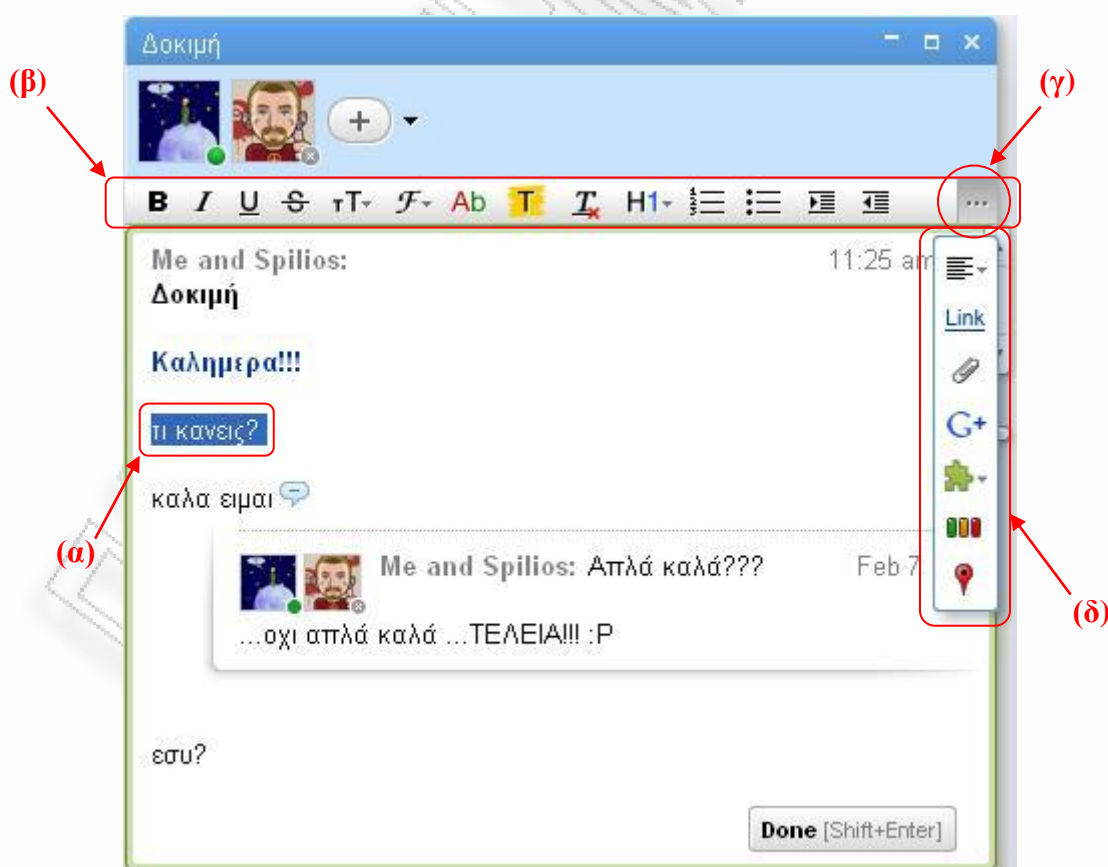 Δοκιμή
(β)
(γ)
+
B I U S тT F Ab T T H1 ...
Me and Spilios: 11:25 am
Δοκιμή
Link
Καλημερα!!!
G+
τι κανεις?
καλα ειμαι
(α)
Me and Spilios: Απλά καλά??? Feb 7
(δ)
...οχι απλά καλά ...ΤΕΛΕΙΑ!!! :P
εσυ?
Done [Shift+Enter]